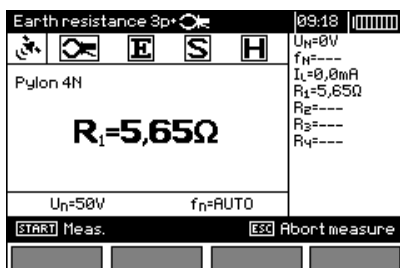 Earth resistance 3p+ 09:18
E S H
Pylon 4N
R₁=5,65Ω
Un=50V fn=AUTO
UN=0V
fN=---
IL=0,0mA
R₁=5,65Ω
R₂=---
R₃=---
R₄=---
START Meas. ESC Abort measure